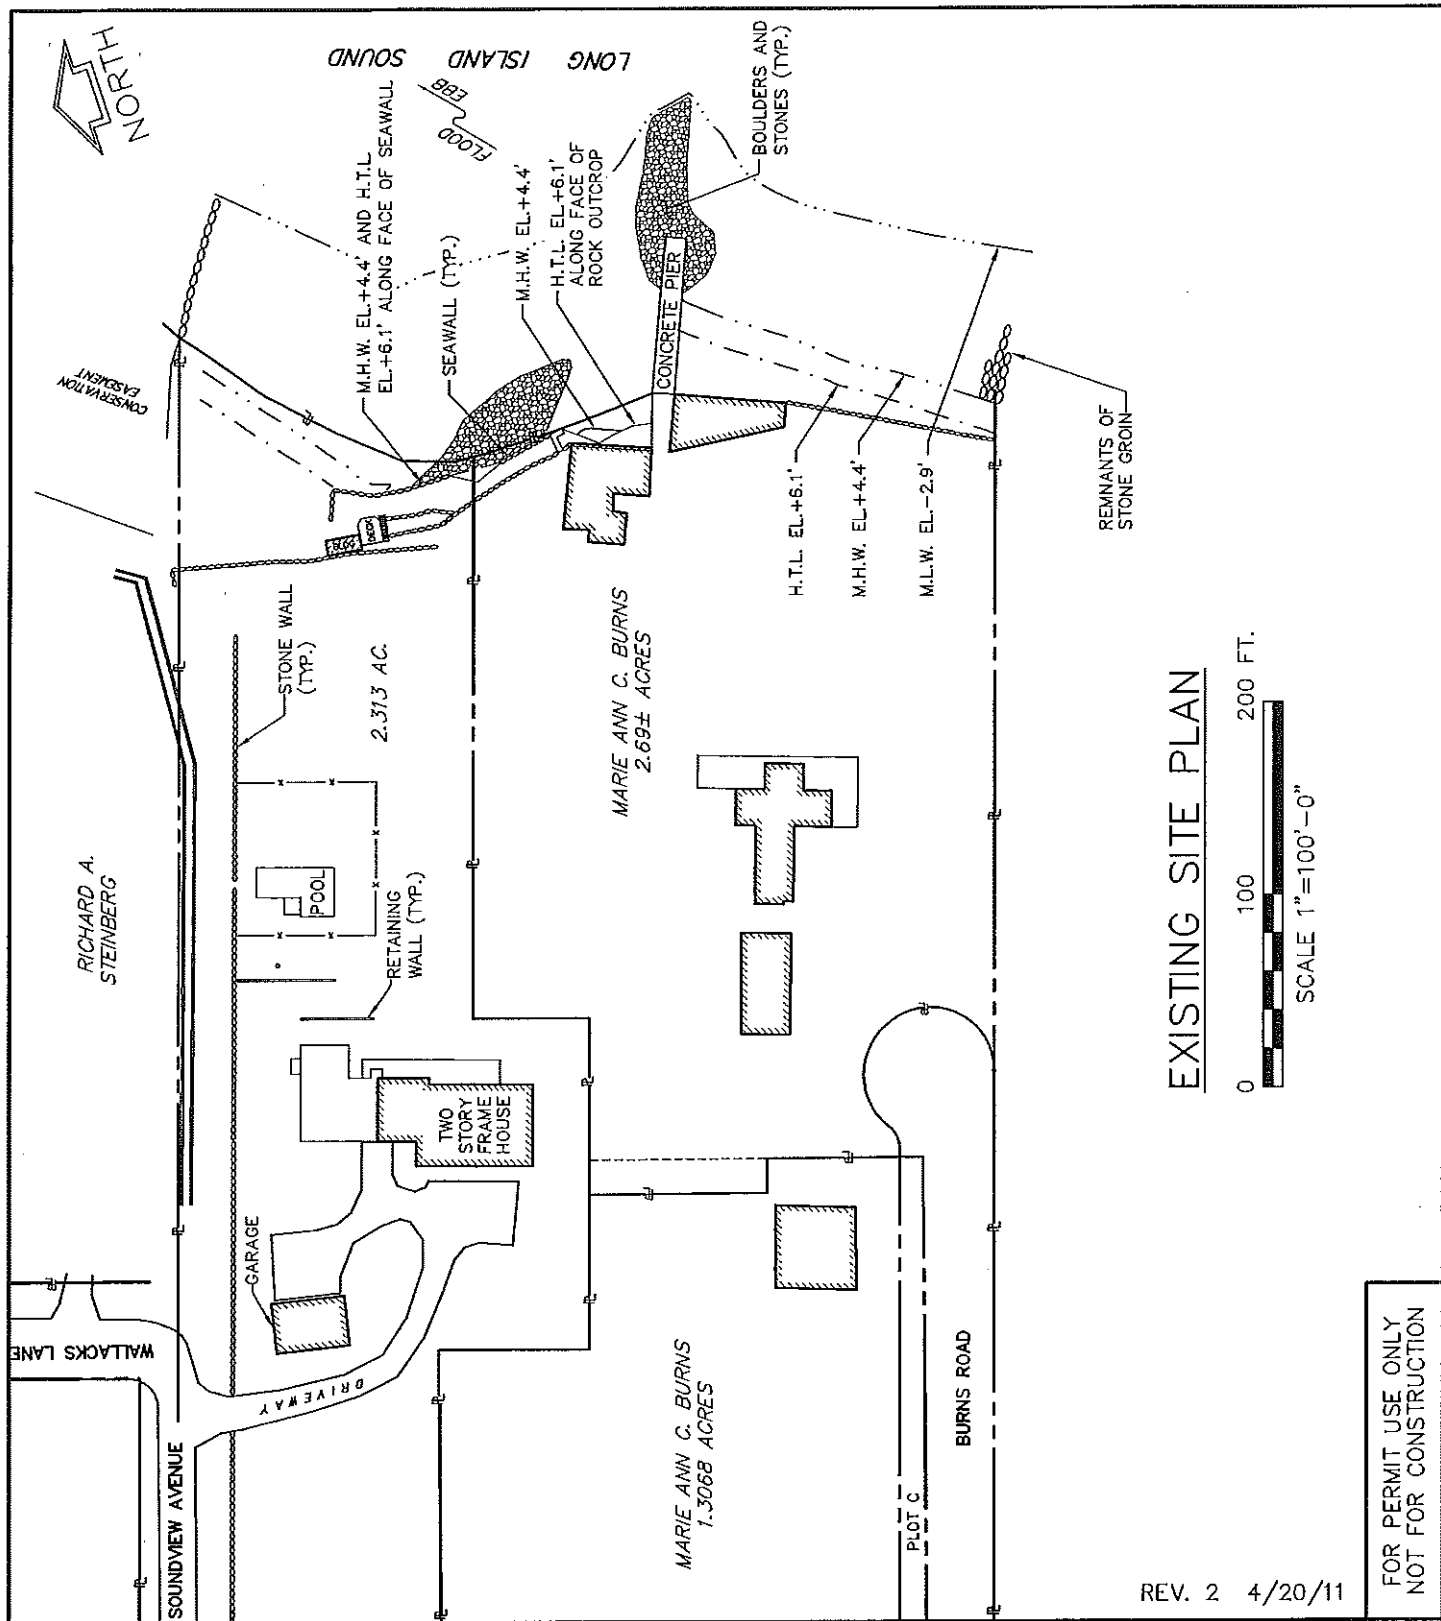 NORTH
LONG ISLAND SOUND
EBB
FLOOD
M.H.W. EL.+4.4' AND H.T.L.
EL.+6.1' ALONG FACE OF SEAWALL
SEAWALL (TYP.)
M.H.W. EL.+4.4'
H.T.L. EL.+6.1'
ALONG FACE OF
ROCK OUTCROP
BOULDERS AND
STONES (TYP.)
CONCRETE PIER
CONSERVATION
EASEMENT
BLDG
DECK
STONE WALL
(TYP.)
2.313 AC.
RICHARD A.
STEINBERG
POOL
RETAINING
WALL (TYP.)
MARIE ANN C. BURNS
2.69± ACRES
H.T.L. EL.+6.1'
M.H.W. EL.+4.4'
M.L.W. EL.-2.9'
REMNANTS OF
STONE GROIN
TWO
STORY
FRAME
HOUSE
GARAGE
DRIVEWAY
WALLACKS LANE
SOUNDVIEW AVENUE
MARIE ANN C. BURNS
1.3068 ACRES
PLOT C
BURNS ROAD
EXISTING SITE PLAN
0 100 200 FT.
SCALE 1"=100'-0"
REV. 2 4/20/11
FOR PERMIT USE ONLY
NOT FOR CONSTRUCTION